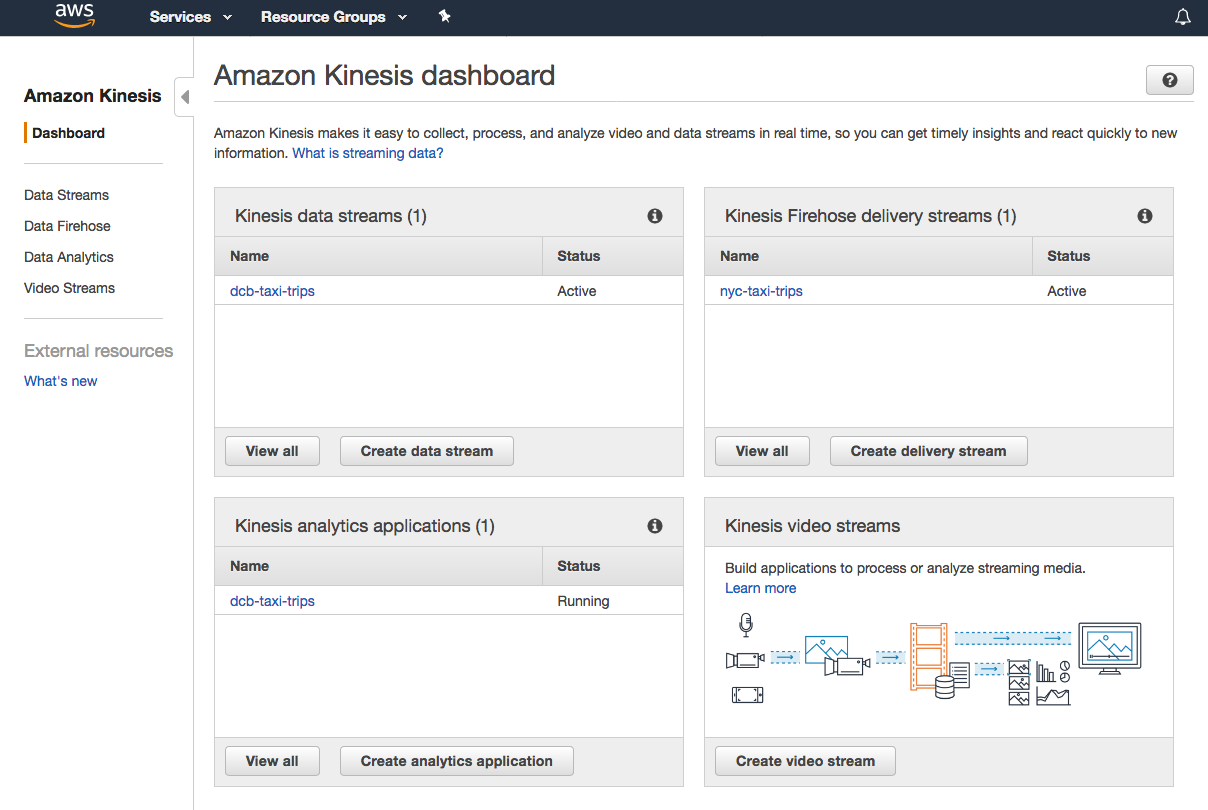 aws
Services
Resource Groups
Amazon Kinesis
Dashboard
Data Streams
Data Firehose
Data Analytics
Video Streams
External resources
What's new
Amazon Kinesis dashboard
Amazon Kinesis makes it easy to collect, process, and analyze video and data streams in real time, so you can get timely insights and react quickly to new
information. What is streaming data?
Kinesis data streams (1)
Name Status
dcb-taxi-trips Active
View all Create data stream
Kinesis Firehose delivery streams (1)
Name Status
nyc-taxi-trips Active
View all Create delivery stream
Kinesis analytics applications (1)
Name Status
dcb-taxi-trips Running
View all Create analytics application
Kinesis video streams
Build applications to process or analyze streaming media.
Learn more
Create video stream